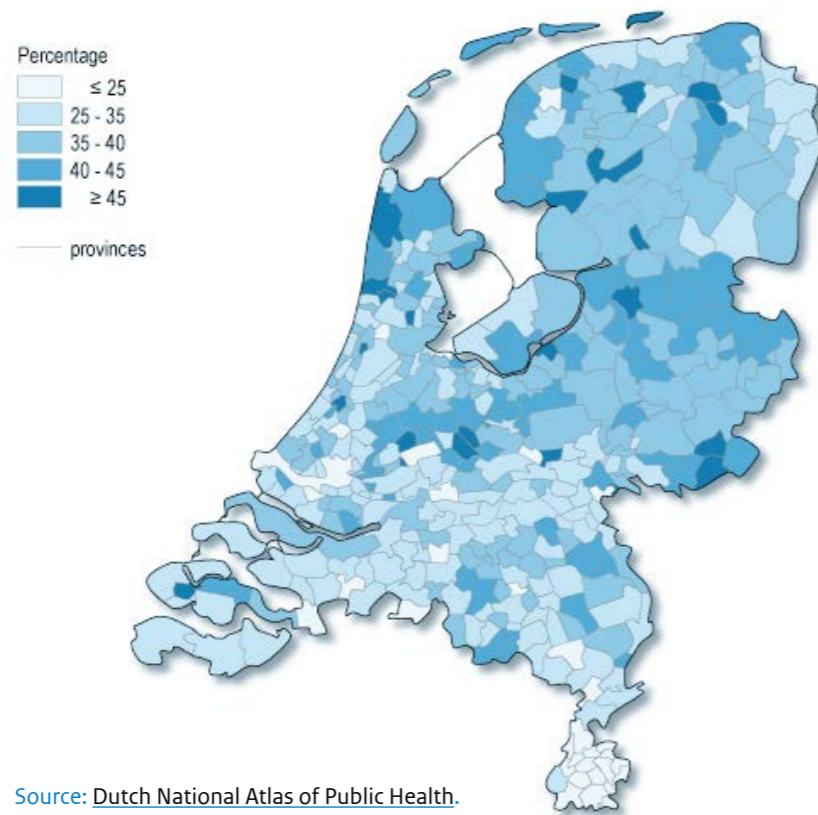 Percentage
≤ 25
25 - 35
35 - 40
40 - 45
≥ 45
provinces
Source: Dutch National Atlas of Public Health.